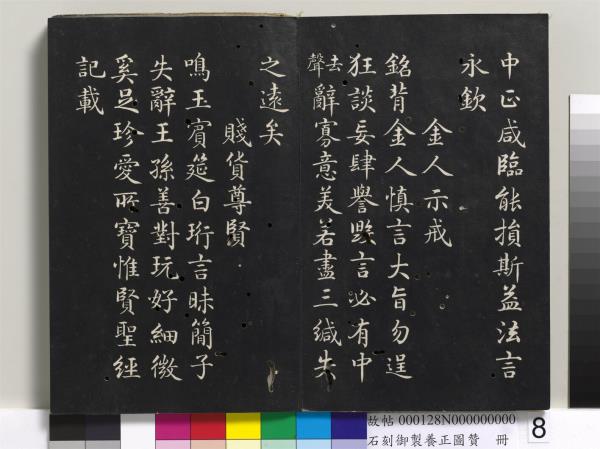 中正咸臨能損斯益法言
永欽
金人示戒
銘背金人慎言大旨勿逞
狂談妄肆譽毀言必有中
去聲辭寡意美若盡三緘失
之遠矣
賤貨尊賢
鳴玉賓筵白珩言昧簡子
失辭王孫善對玩好細微
奚足珍愛所寶惟賢聖經
記載
故帖 000128N000000000
石刻御製養正圖贊 冊
8